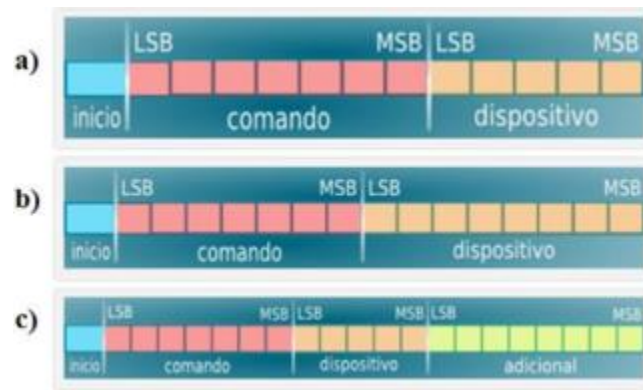 a)
LSB MSB LSB MSB
inicio comando dispositivo
b)
LSB MSB LSB MSB
inicio comando dispositivo
c)
LSB MSB LSB MSB LSB MSB
inicio comando dispositivo adicional